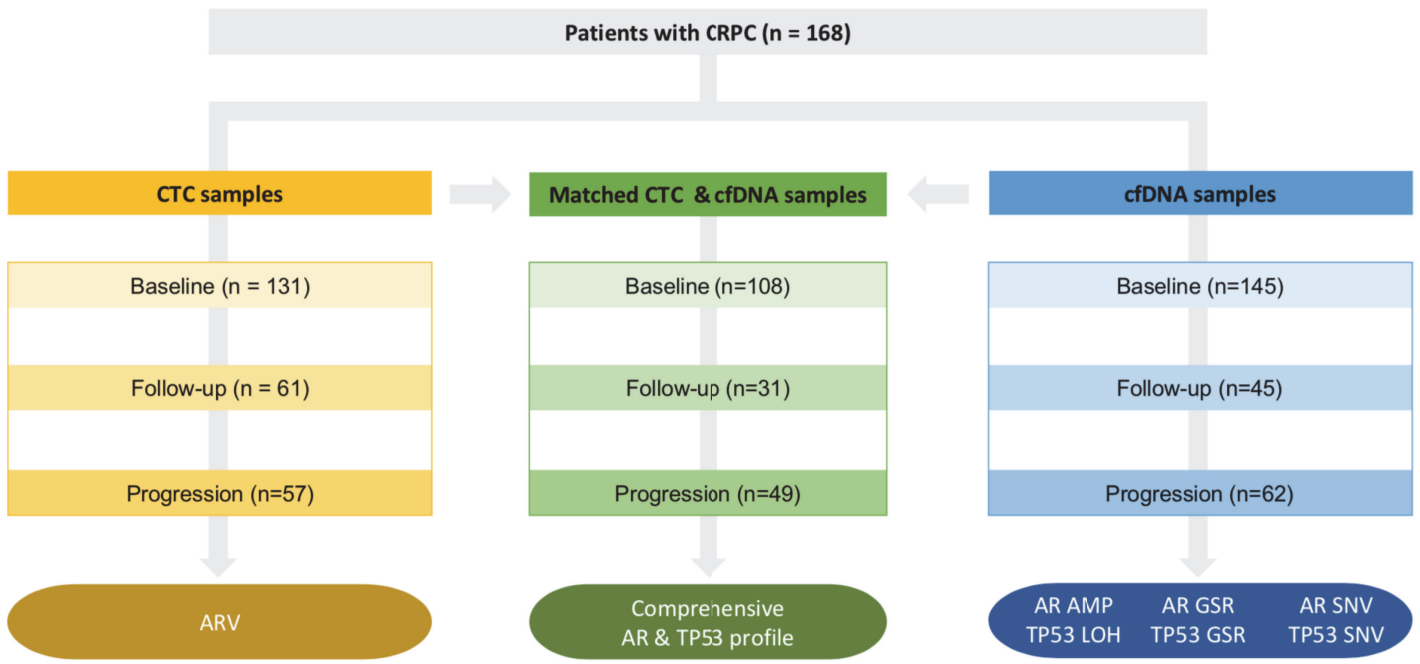 Patients with CRPC (n = 168)
CTC samples
Matched CTC & cfDNA samples
cfDNA samples
Baseline (n = 131)
Baseline (n=108)
Baseline (n=145)
Follow-up (n = 61)
Follow-up (n=31)
Follow-up (n=45)
Progression (n=57)
Progression (n=49)
Progression (n=62)
ARV
Comprehensive
AR & TP53 profile
AR AMP AR GSR AR SNV
TP53 LOH TP53 GSR TP53 SNV